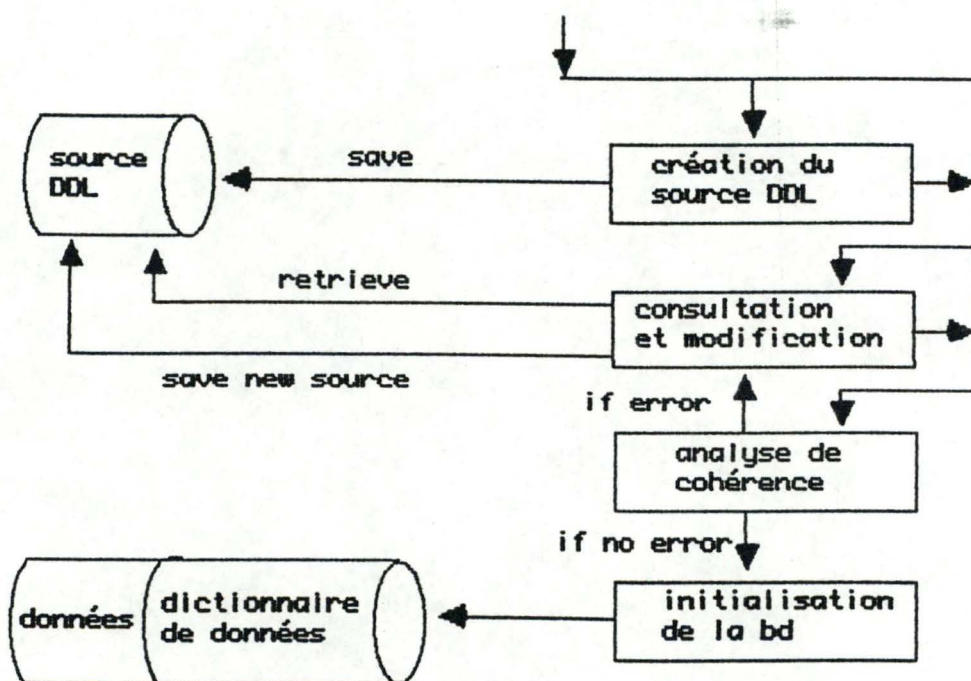 source
DDL
save
création du
source DDL
retrieve
consultation
et modification
save new source
if error
analyse de
cohérence
if no error
données
dictionnaire
de données
initialisation
de la bd